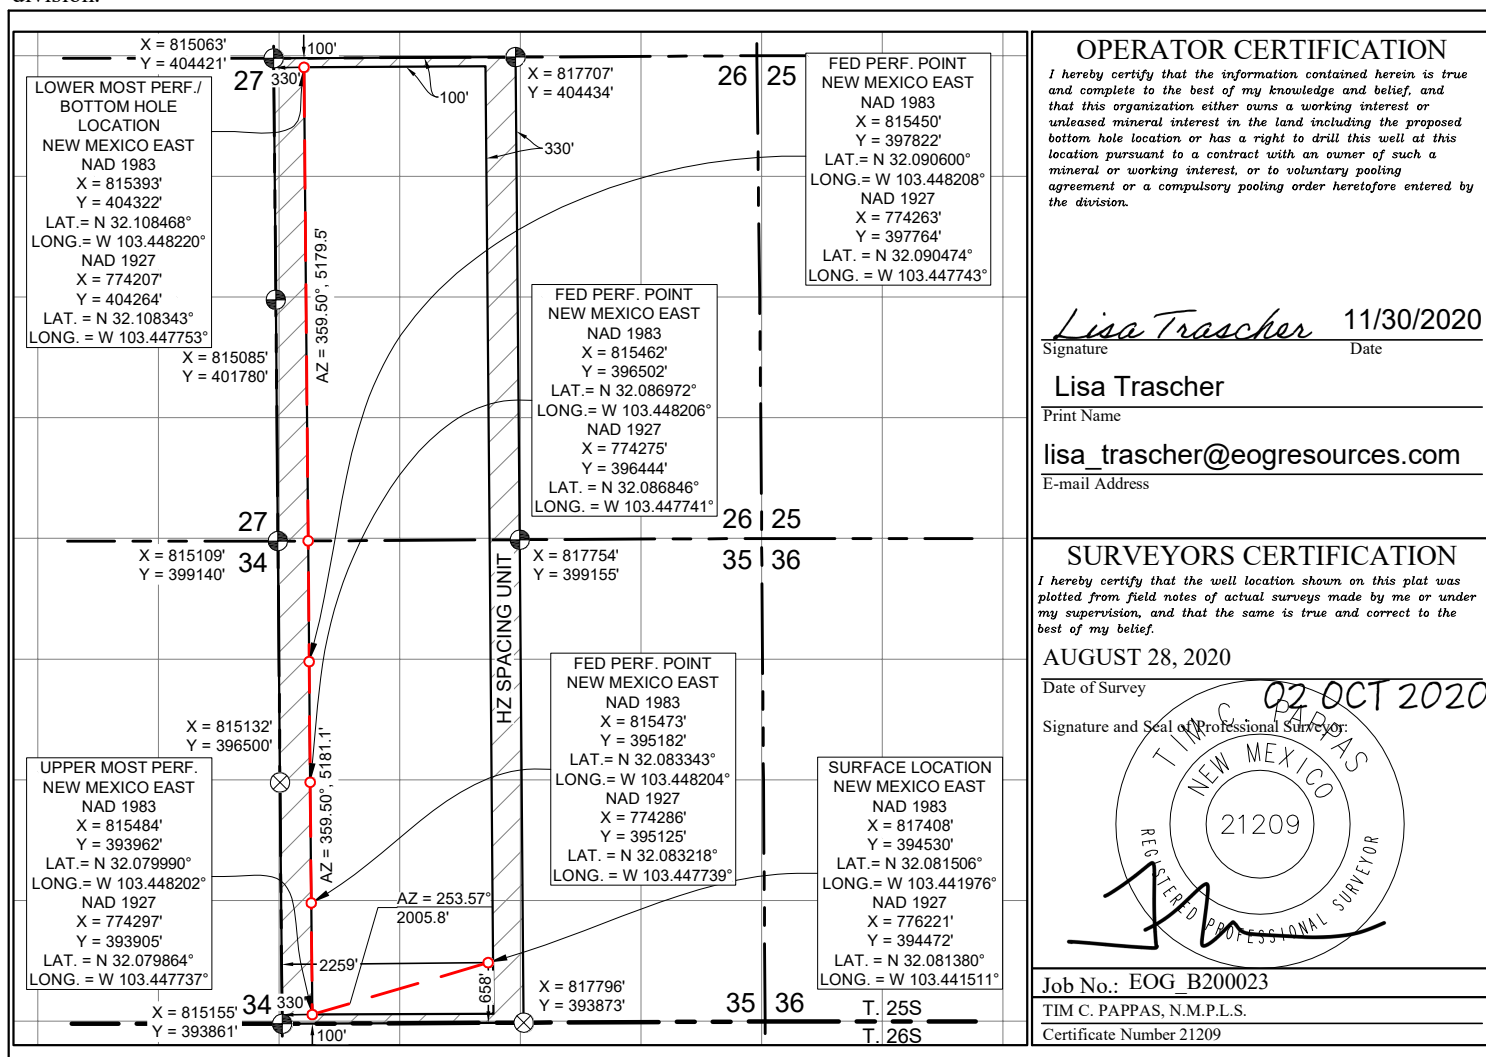 division.
X = 815063'
Y = 404421'
100'
27
330'
100'
X = 817707'
Y = 404434'
330'
26 25
LOWER MOST PERF./
BOTTOM HOLE
LOCATION
NEW MEXICO EAST
NAD 1983
X = 815393'
Y = 404322'
LAT.= N 32.108468°
LONG.= W 103.448220°
NAD 1927
X = 774207'
Y = 404264'
LAT. = N 32.108343°
LONG. = W 103.447753°
FED PERF. POINT
NEW MEXICO EAST
NAD 1983
X = 815450'
Y = 397822'
LAT.= N 32.090600°
LONG.= W 103.448208°
NAD 1927
X = 774263'
Y = 397764'
LAT. = N 32.090474°
LONG. = W 103.447743°
AZ = 359.50°, 5179.5'
X = 815085'
Y = 401780'
FED PERF. POINT
NEW MEXICO EAST
NAD 1983
X = 815462'
Y = 396502'
LAT.= N 32.086972°
LONG.= W 103.448206°
NAD 1927
X = 774275'
Y = 396444'
LAT. = N 32.086846°
LONG. = W 103.447741°
27
34
X = 815109'
Y = 399140'
X = 817754'
Y = 399155'
26 25
35 36
HZ SPACING UNIT
FED PERF. POINT
NEW MEXICO EAST
NAD 1983
X = 815473'
Y = 395182'
LAT.= N 32.083343°
LONG.= W 103.448204°
NAD 1927
X = 774286'
Y = 395125'
LAT. = N 32.083218°
LONG. = W 103.447739°
X = 815132'
Y = 396500'
AZ = 359.50°, 5181.1'
UPPER MOST PERF.
NEW MEXICO EAST
NAD 1983
X = 815484'
Y = 393962'
LAT.= N 32.079990°
LONG.= W 103.448202°
NAD 1927
X = 774297'
Y = 393905'
LAT. = N 32.079864°
LONG. = W 103.447737°
SURFACE LOCATION
NEW MEXICO EAST
NAD 1983
X = 817408'
Y = 394530'
LAT.= N 32.081506°
LONG.= W 103.441976°
NAD 1927
X = 776221'
Y = 394472'
LAT. = N 32.081380°
LONG. = W 103.441511°
AZ = 253.57°
2005.8'
2259'
658'
34
330'
100'
X = 815155'
Y = 393861'
X = 817796'
Y = 393873'
35 36
T. 25S
T. 26S
OPERATOR CERTIFICATION
I hereby certify that the information contained herein is true
and complete to the best of my knowledge and belief, and
that this organization either owns a working interest or
unleased mineral interest in the land including the proposed
bottom hole location or has a right to drill this well at this
location pursuant to a contract with an owner of such a
mineral or working interest, or to voluntary pooling
agreement or a compulsory pooling order heretofore entered by
the division.
Lisa Trascher 11/30/2020
Signature Date
Lisa Trascher
Print Name
lisa_trascher@eogresources.com
E-mail Address
SURVEYORS CERTIFICATION
I hereby certify that the well location shown on this plat was
plotted from field notes of actual surveys made by me or under
my supervision, and that the same is true and correct to the
best of my belief.
AUGUST 28, 2020
Date of Survey
02 OCT 2020
Signature and Seal of Professional Surveyor:
TIM C. PAPPAS
NEW MEXICO
21209
REGISTERED PROFESSIONAL SURVEYOR
Job No.: EOG_B200023
TIM C. PAPPAS, N.M.P.L.S.
Certificate Number 21209